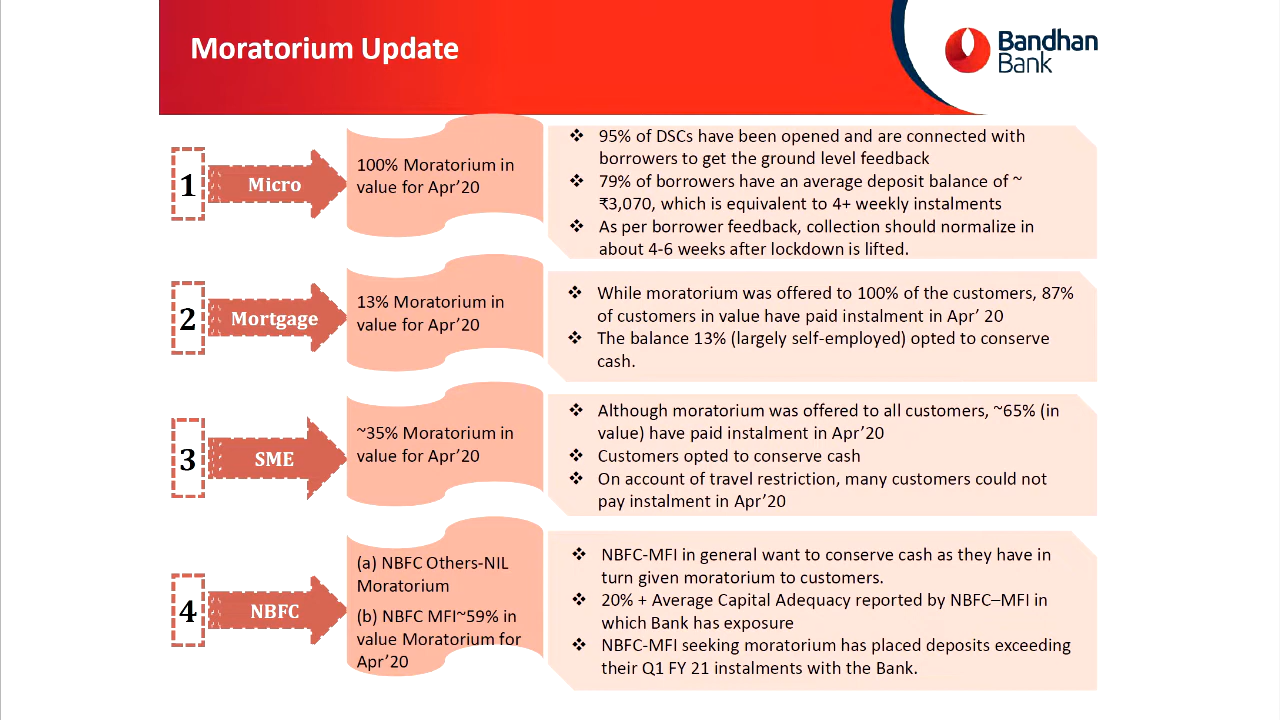 Moratorium Update
Bandhan
Bank
1
Micro
100% Moratorium in
value for Apr’20
❖ 95% of DSCs have been opened and are connected with
borrowers to get the ground level feedback
❖ 79% of borrowers have an average deposit balance of ~
₹3,070, which is equivalent to 4+ weekly instalments
❖ As per borrower feedback, collection should normalize in
about 4-6 weeks after lockdown is lifted.
2
Mortgage
13% Moratorium in
value for Apr’20
❖ While moratorium was offered to 100% of the customers, 87%
of customers in value have paid instalment in Apr’ 20
❖ The balance 13% (largely self-employed) opted to conserve
cash.
3
SME
~35% Moratorium in
value for Apr’20
❖ Although moratorium was offered to all customers, ~65% (in
value) have paid instalment in Apr’20
❖ Customers opted to conserve cash
❖ On account of travel restriction, many customers could not
pay instalment in Apr’20
4
NBFC
(a) NBFC Others-NIL
Moratorium
(b) NBFC MFI~59% in
value Moratorium for
Apr’20
❖ NBFC-MFI in general want to conserve cash as they have in
turn given moratorium to customers.
❖ 20% + Average Capital Adequacy reported by NBFC–MFI in
which Bank has exposure
❖ NBFC-MFI seeking moratorium has placed deposits exceeding
their Q1 FY 21 instalments with the Bank.